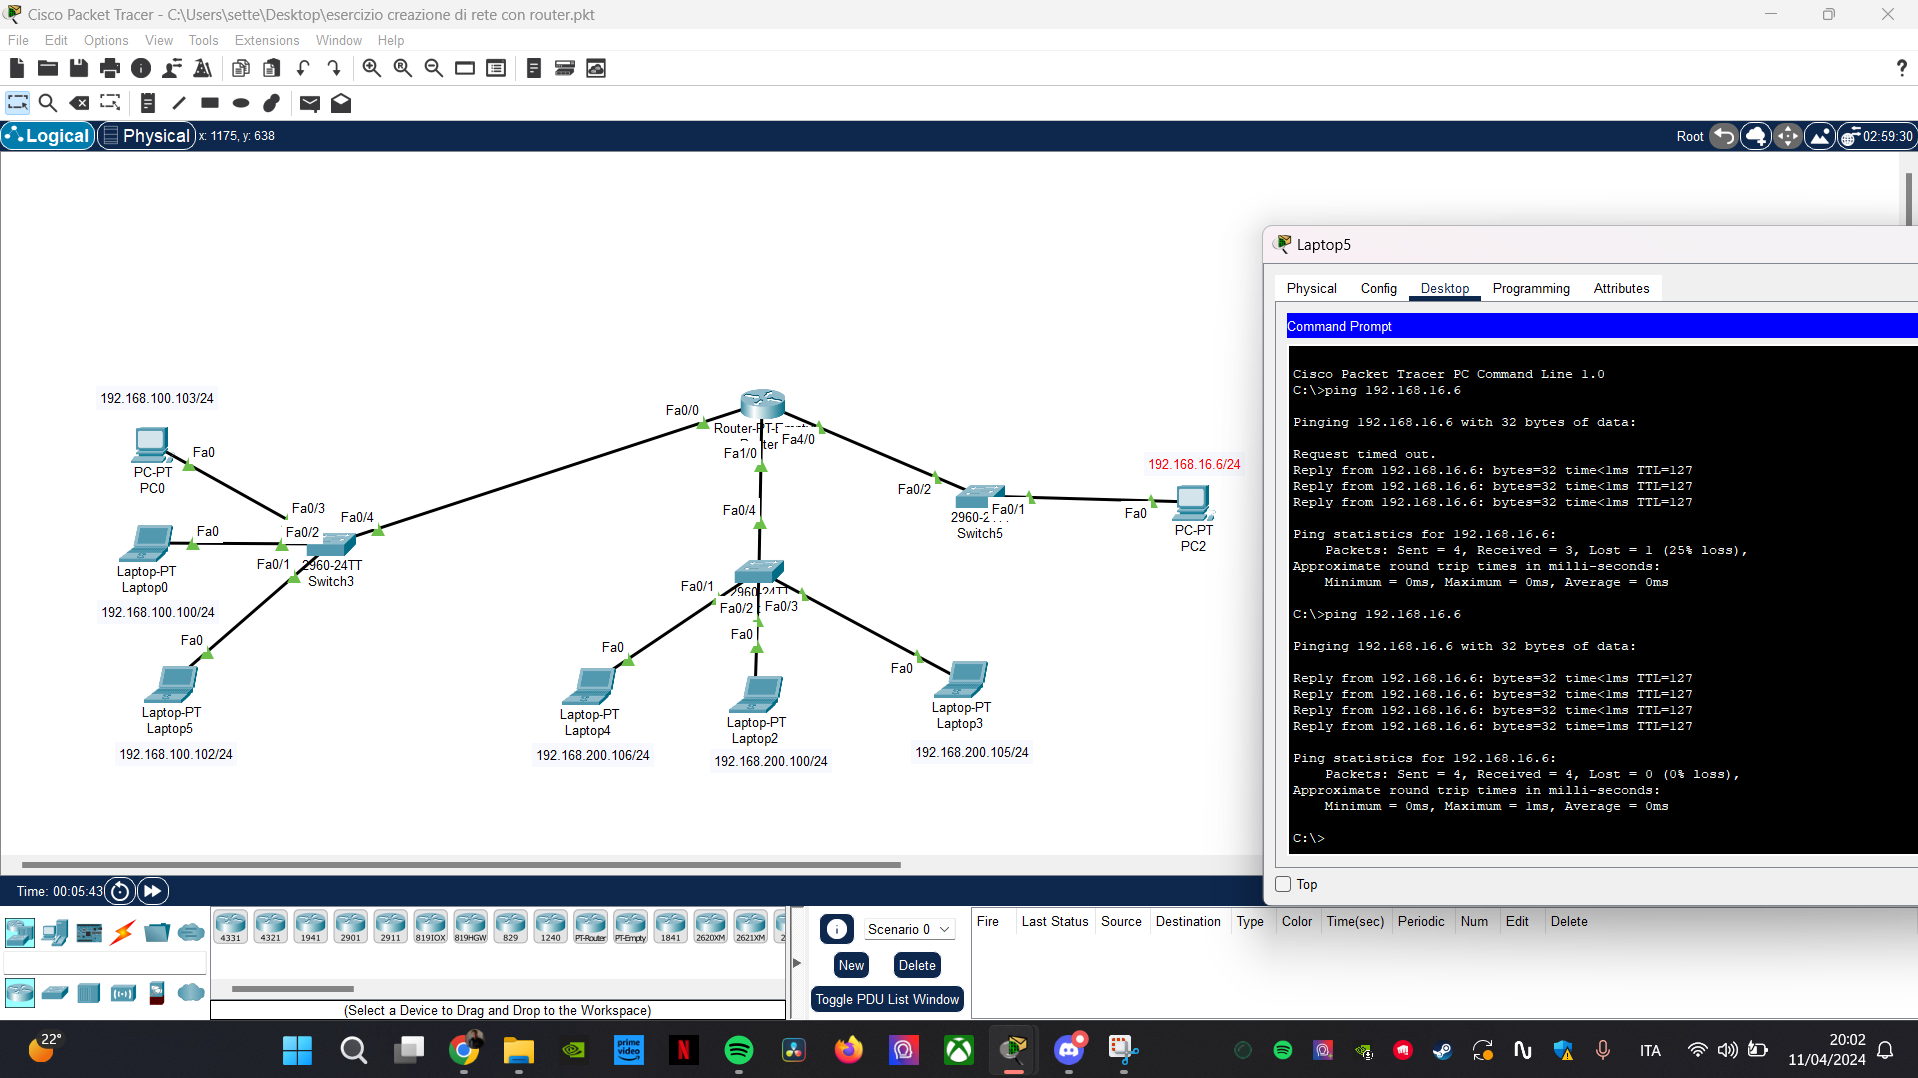 Cisco Packet Tracer - C:\Users\sette\Desktop\esercizio creazione di rete con router.pkt
File Edit Options View Tools Extensions Window Help
?
Logical Physical x: 1175, y: 638
Root 02:59:30
192.168.100.103/24
Fa0
PC-PT
PC0
Fa0/3
Fa0/4
Fa0
Fa0/2
Fa0/1
2960-24TT
Switch3
Laptop-PT
Laptop0
192.168.100.100/24
Fa0
Laptop-PT
Laptop5
192.168.100.102/24
Fa0/0
Fa4/0
Fa1/0
Fa0/4
Fa0/1
Fa0/2
Fa0/3
Fa0
Fa0
Fa0
Laptop-PT
Laptop4
192.168.200.106/24
Laptop-PT
Laptop2
192.168.200.100/24
Laptop-PT
Laptop3
192.168.200.105/24
Fa0/2
Fa0/1
Switch5
Fa0
192.168.16.6/24
PC-PT
PC2
Laptop5
Physical Config Desktop Programming Attributes
Command Prompt
Cisco Packet Tracer PC Command Line 1.0
C:\>ping 192.168.16.6
Pinging 192.168.16.6 with 32 bytes of data:
Request timed out.
Reply from 192.168.16.6: bytes=32 time<1ms TTL=127
Reply from 192.168.16.6: bytes=32 time<1ms TTL=127
Reply from 192.168.16.6: bytes=32 time<1ms TTL=127
Ping statistics for 192.168.16.6:
Packets: Sent = 4, Received = 3, Lost = 1 (25% loss),
Approximate round trip times in milli-seconds:
Minimum = 0ms, Maximum = 0ms, Average = 0ms
C:\>ping 192.168.16.6
Pinging 192.168.16.6 with 32 bytes of data:
Reply from 192.168.16.6: bytes=32 time<1ms TTL=127
Reply from 192.168.16.6: bytes=32 time<1ms TTL=127
Reply from 192.168.16.6: bytes=32 time<1ms TTL=127
Reply from 192.168.16.6: bytes=32 time=1ms TTL=127
Ping statistics for 192.168.16.6:
Packets: Sent = 4, Received = 4, Lost = 0 (0% loss),
Approximate round trip times in milli-seconds:
Minimum = 0ms, Maximum = 1ms, Average = 0ms
C:\>
Top
Time: 00:05:43
4331 4321 1941 2901 2911 819IOX 819HGW 829 1240 PT-Router PT-Empty 1841 2620XM 2621XM
(Select a Device to Drag and Drop to the Workspace)
Scenario 0
New Delete
Toggle PDU List Window
Fire Last Status Source Destination Type Color Time(sec) Periodic Num Edit Delete
22°
prime video
N
ITA
20:02
11/04/2024